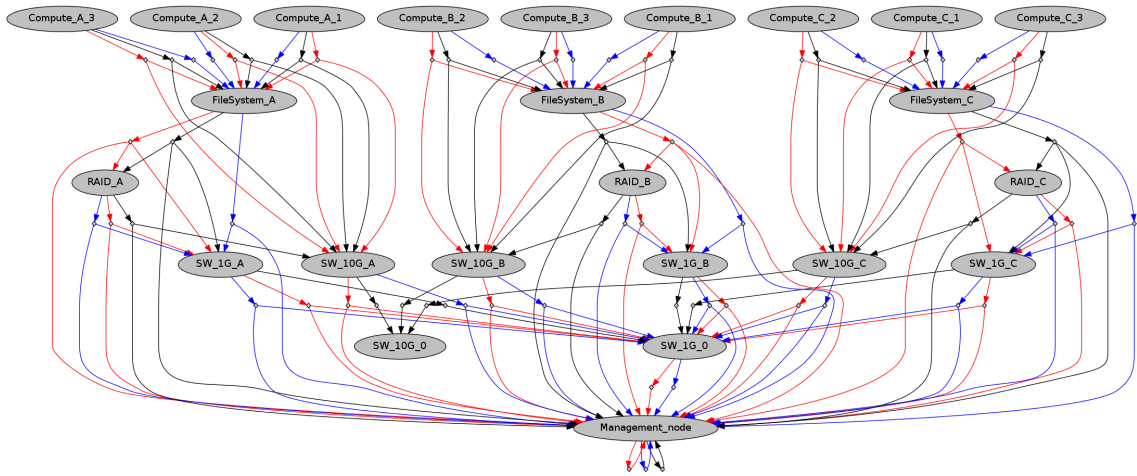 Compute_A_3
Compute_A_2
Compute_A_1
Compute_B_2
Compute_B_3
Compute_B_1
Compute_C_2
Compute_C_1
Compute_C_3
FileSystem_A
FileSystem_B
FileSystem_C
RAID_A
RAID_B
RAID_C
SW_1G_A
SW_10G_A
SW_10G_B
SW_1G_B
SW_10G_C
SW_1G_C
SW_10G_0
SW_1G_0
Management_node